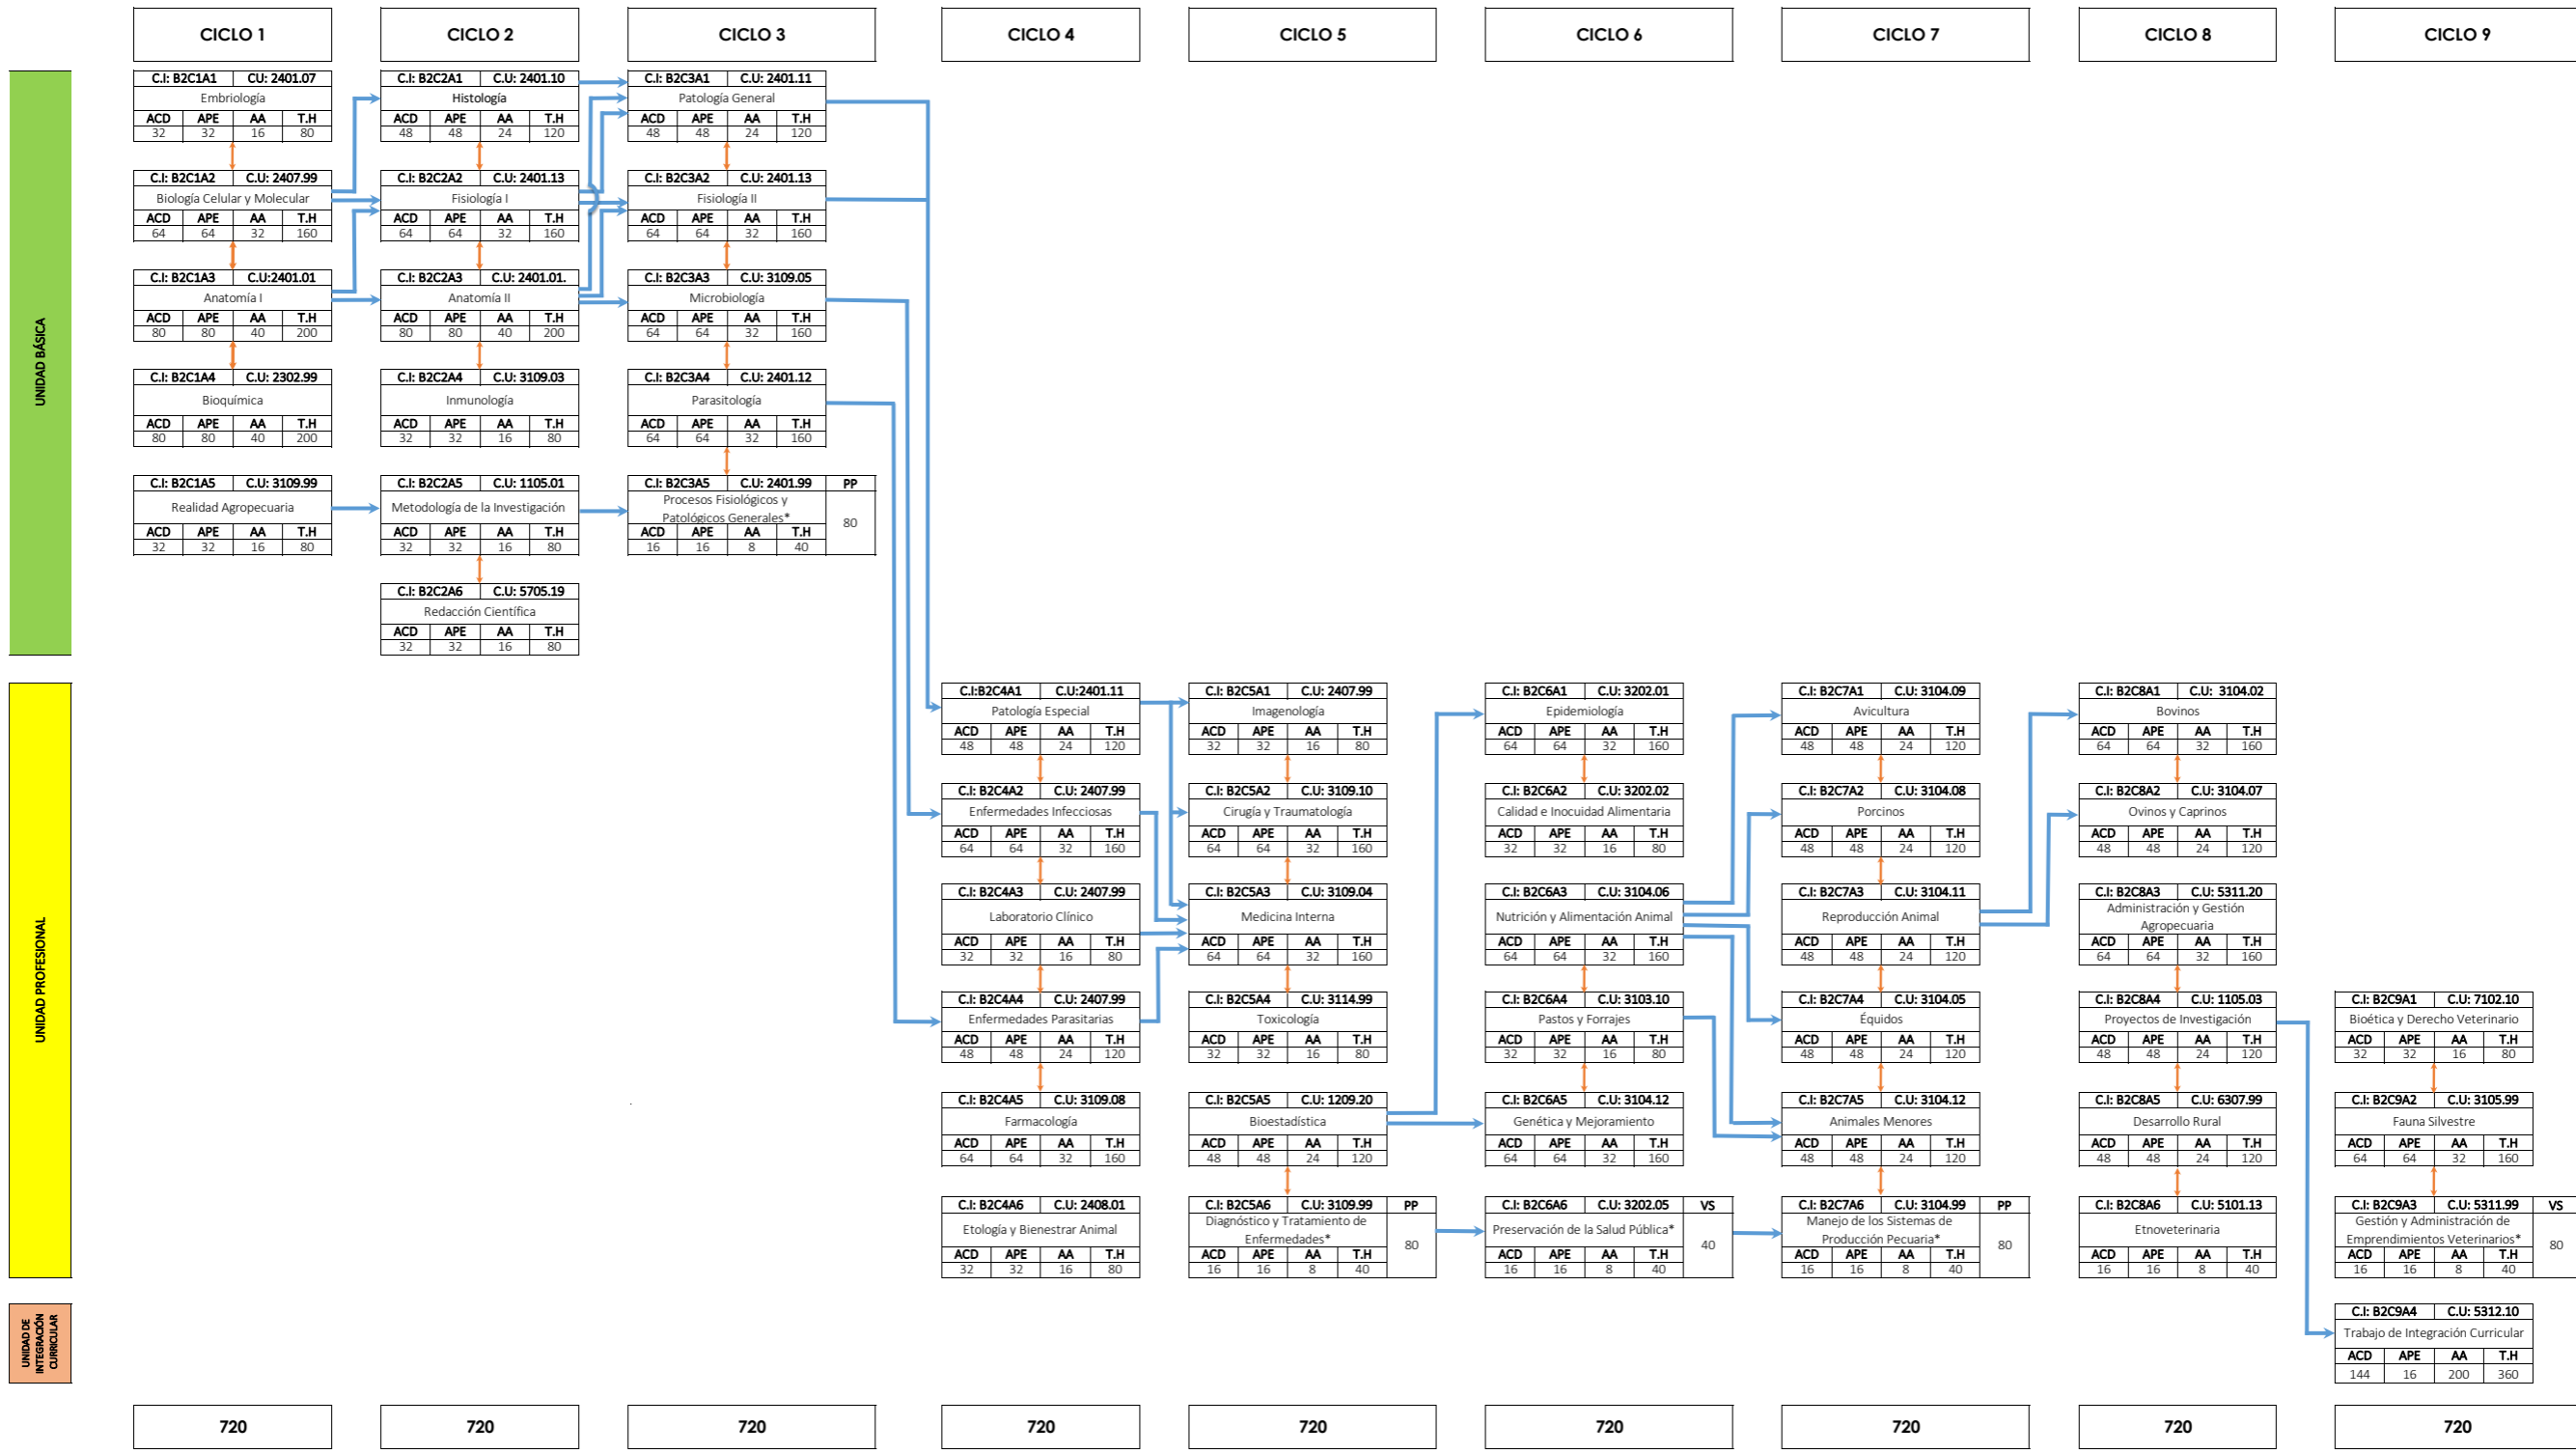 CICLO 1 CICLO 2 CICLO 3 CICLO 4 CICLO 5 CICLO 6 CICLO 7 CICLO 8 CICLO 9
UNIDAD BÁSICA
C.I: B2C1A1 CU: 2401.07
Embriología
ACD APE AA T.H
32 32 16 80
C.I: B2C1A2 C.U: 2407.99
Biología Celular y Molecular
ACD APE AA T.H
64 64 32 160
C.I: B2C1A3 C.U:2401.01
Anatomía I
ACD APE AA T.H
80 80 40 200
C.I: B2C1A4 C.U: 2302.99
Bioquímica
ACD APE AA T.H
80 80 40 200
C.I: B2C1A5 C.U: 3109.99
Realidad Agropecuaria
ACD APE AA T.H
32 32 16 80
C.I: B2C2A1 C.U: 2401.10
Histología
ACD APE AA T.H
48 48 24 120
C.I: B2C2A2 C.U: 2401.13
Fisiología I
ACD APE AA T.H
64 64 32 160
C.I: B2C2A3 C.U: 2401.01.
Anatomía II
ACD APE AA T.H
80 80 40 200
C.I: B2C2A4 C.U: 3109.03
Inmunología
ACD APE AA T.H
32 32 16 80
C.I: B2C2A5 C.U: 1105.01
Metodología de la Investigación
ACD APE AA T.H
32 32 16 80
C.I: B2C2A6 C.U: 5705.19
Redacción Científica
ACD APE AA T.H
32 32 16 80
C.I: B2C3A1 C.U: 2401.11
Patología General
ACD APE AA T.H
48 48 24 120
C.I: B2C3A2 C.U: 2401.13
Fisiología II
ACD APE AA T.H
64 64 32 160
C.I: B2C3A3 C.U: 3109.05
Microbiología
ACD APE AA T.H
64 64 32 160
C.I: B2C3A4 C.U: 2401.12
Parasitología
ACD APE AA T.H
64 64 32 160
C.I: B2C3A5 C.U: 2401.99 PP
Procesos Fisiológicos y
Patológicos Generales*
80
ACD APE AA T.H
16 16 8 40
UNIDAD PROFESIONAL
C.I:B2C4A1 C.U:2401.11
Patología Especial
ACD APE AA T.H
48 48 24 120
C.I: B2C4A2 C.U: 2407.99
Enfermedades Infecciosas
ACD APE AA T.H
64 64 32 160
C.I: B2C4A3 C.U: 2407.99
Laboratorio Clínico
ACD APE AA T.H
32 32 16 80
C.I: B2C4A4 C.U: 2407.99
Enfermedades Parasitarias
ACD APE AA T.H
48 48 24 120
C.I: B2C4A5 C.U: 3109.08
Farmacología
ACD APE AA T.H
64 64 32 160
C.I: B2C4A6 C.U: 2408.01
Etología y Bienestrar Animal
ACD APE AA T.H
32 32 16 80
C.I: B2C5A1 C.U: 2407.99
Imagenología
ACD APE AA T.H
32 32 16 80
C.I: B2C5A2 C.U: 3109.10
Cirugía y Traumatología
ACD APE AA T.H
64 64 32 160
C.I: B2C5A3 C.U: 3109.04
Medicina Interna
ACD APE AA T.H
64 64 32 160
C.I: B2C5A4 C.U: 3114.99
Toxicología
ACD APE AA T.H
32 32 16 80
C.I: B2C5A5 C.U: 1209.20
Bioestadística
ACD APE AA T.H
48 48 24 120
C.I: B2C5A6 C.U: 3109.99 PP
Diagnóstico y Tratamiento de
Enfermedades*
80
ACD APE AA T.H
16 16 8 40
C.I: B2C6A1 C.U: 3202.01
Epidemiología
ACD APE AA T.H
64 64 32 160
C.I: B2C6A2 C.U: 3202.02
Calidad e Inocuidad Alimentaria
ACD APE AA T.H
32 32 16 80
C.I: B2C6A3 C.U: 3104.06
Nutrición y Alimentación Animal
ACD APE AA T.H
64 64 32 160
C.I: B2C6A4 C.U: 3103.10
Pastos y Forrajes
ACD APE AA T.H
32 32 16 80
C.I: B2C6A5 C.U: 3104.12
Genética y Mejoramiento
ACD APE AA T.H
64 64 32 160
C.I: B2C6A6 C.U: 3202.05 VS
Preservación de la Salud Pública*
40
ACD APE AA T.H
16 16 8 40
C.I: B2C7A1 C.U: 3104.09
Avicultura
ACD APE AA T.H
48 48 24 120
C.I: B2C7A2 C.U: 3104.08
Porcinos
ACD APE AA T.H
48 48 24 120
C.I: B2C7A3 C.U: 3104.11
Reproducción Animal
ACD APE AA T.H
48 48 24 120
C.I: B2C7A4 C.U: 3104.05
Équidos
ACD APE AA T.H
48 48 24 120
C.I: B2C7A5 C.U: 3104.12
Animales Menores
ACD APE AA T.H
48 48 24 120
C.I: B2C7A6 C.U: 3104.99 PP
Manejo de los Sistemas de
Producción Pecuaria*
80
ACD APE AA T.H
16 16 8 40
C.I: B2C8A1 C.U: 3104.02
Bovinos
ACD APE AA T.H
64 64 32 160
C.I: B2C8A2 C.U: 3104.07
Ovinos y Caprinos
ACD APE AA T.H
48 48 24 120
C.I: B2C8A3 C.U: 5311.20
Administración y Gestión
Agropecuaria
ACD APE AA T.H
64 64 32 160
C.I: B2C8A4 C.U: 1105.03
Proyectos de Investigación
ACD APE AA T.H
48 48 24 120
C.I: B2C8A5 C.U: 6307.99
Desarrollo Rural
ACD APE AA T.H
48 48 24 120
C.I: B2C8A6 C.U: 5101.13
Etnoveterinaria
ACD APE AA T.H
16 16 8 40
C.I: B2C9A1 C.U: 7102.10
Bioética y Derecho Veterinario
ACD APE AA T.H
32 32 16 80
C.I: B2C9A2 C.U: 3105.99
Fauna Silvestre
ACD APE AA T.H
64 64 32 160
C.I: B2C9A3 C.U: 5311.99 VS
Gestión y Administración de
Emprendimientos Veterinarios*
80
ACD APE AA T.H
16 16 8 40
UNIDAD DE
INTEGRACIÓN
CURRICULAR
C.I: B2C9A4 C.U: 5312.10
Trabajo de Integración Curricular
ACD APE AA T.H
144 16 200 360
720 720 720 720 720 720 720 720 720